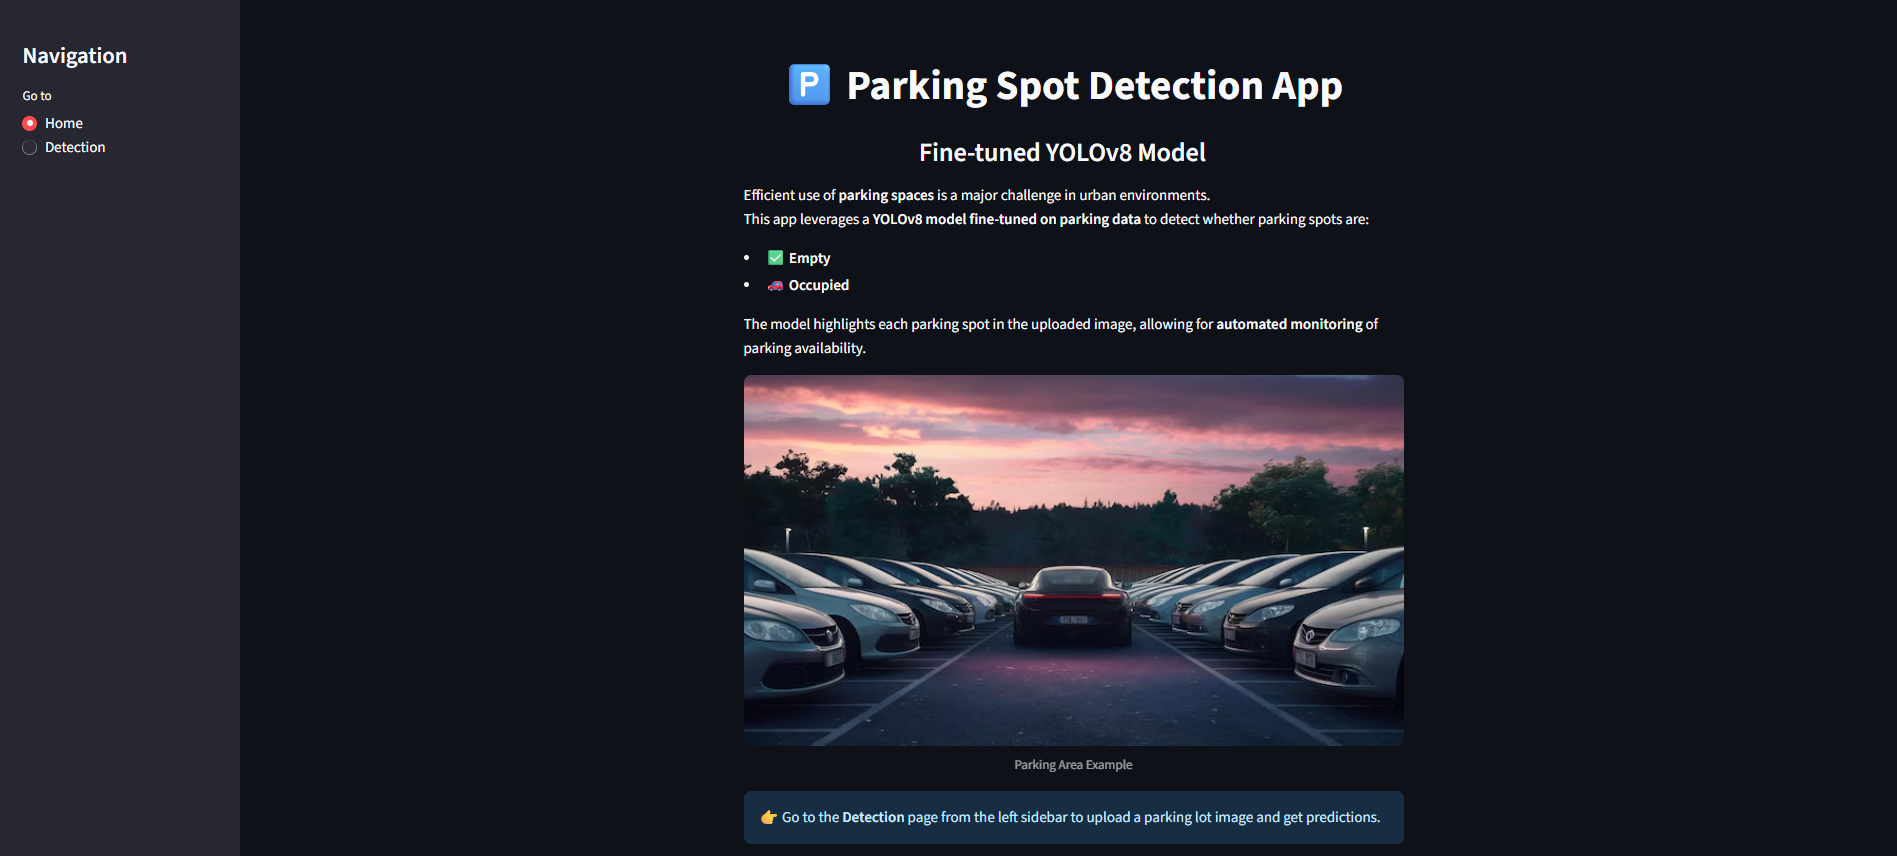 Navigation
Go to
Home
Detection
P Parking Spot Detection App
Fine-tuned YOLOv8 Model
Efficient use of parking spaces is a major challenge in urban environments.
This app leverages a YOLOv8 model fine-tuned on parking data to detect whether parking spots are:
Empty
Occupied
The model highlights each parking spot in the uploaded image, allowing for automated monitoring of
parking availability.
Parking Area Example
Go to the Detection page from the left sidebar to upload a parking lot image and get predictions.